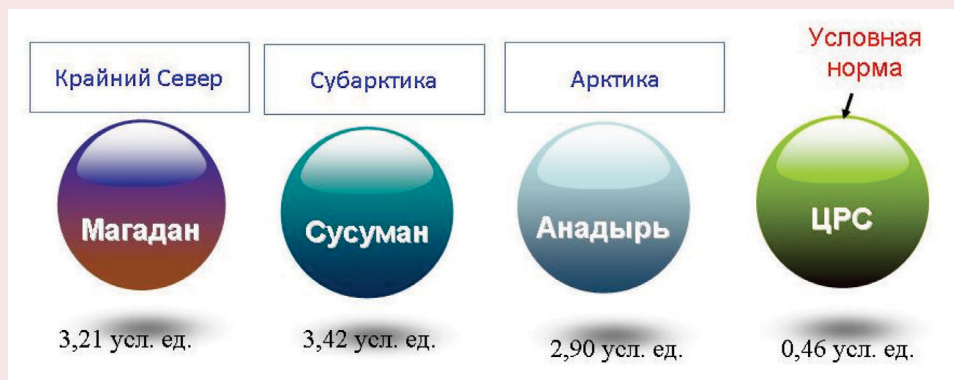 Условная
норма
Крайний Север
Субарктика
Арктика
Магадан
Сусуман
Анадырь
ЦРС
3,21 усл. ед.
3,42 усл. ед.
2,90 усл. ед.
0,46 усл. ед.